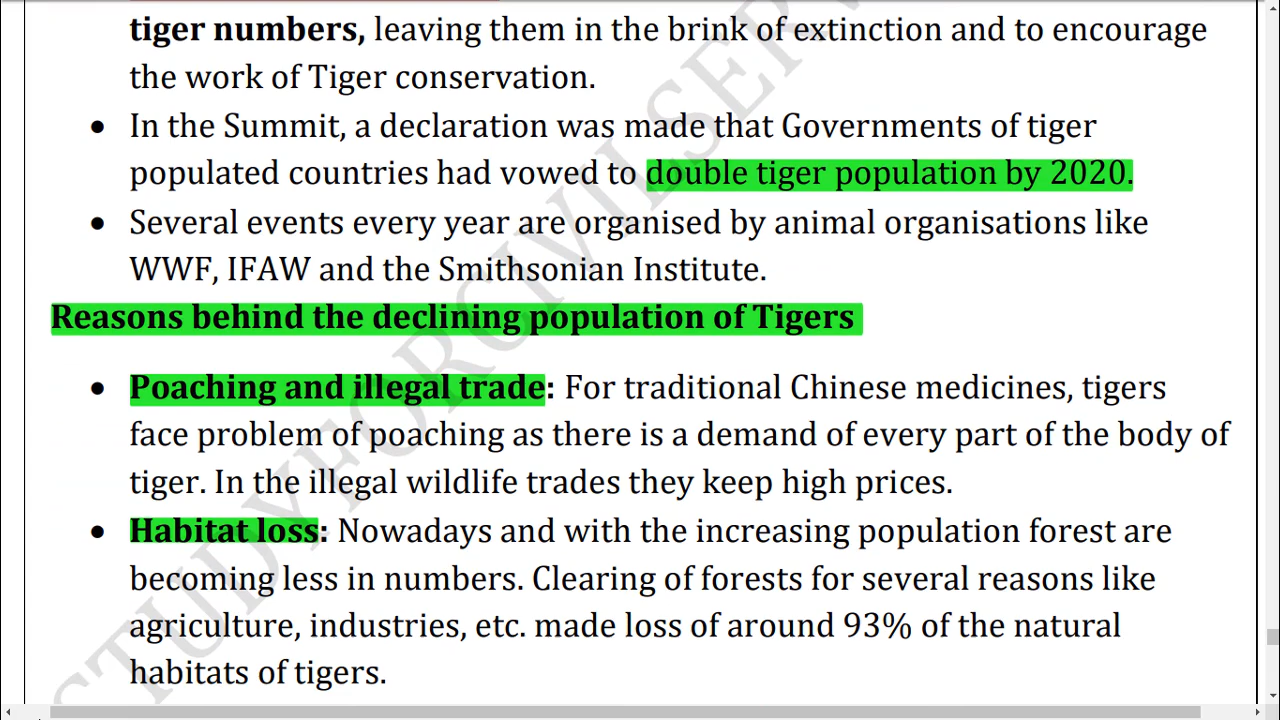 tiger numbers, leaving them in the brink of extinction and to encourage
the work of Tiger conservation.
• In the Summit, a declaration was made that Governments of tiger
populated countries had vowed to double tiger population by 2020.
• Several events every year are organised by animal organisations like
WWF, IFAW and the Smithsonian Institute.
Reasons behind the declining population of Tigers
• Poaching and illegal trade: For traditional Chinese medicines, tigers
face problem of poaching as there is a demand of every part of the body of
tiger. In the illegal wildlife trades they keep high prices.
• Habitat loss: Nowadays and with the increasing population forest are
becoming less in numbers. Clearing of forests for several reasons like
agriculture, industries, etc. made loss of around 93% of the natural
habitats of tigers.
STUDYFORCIVILSERV